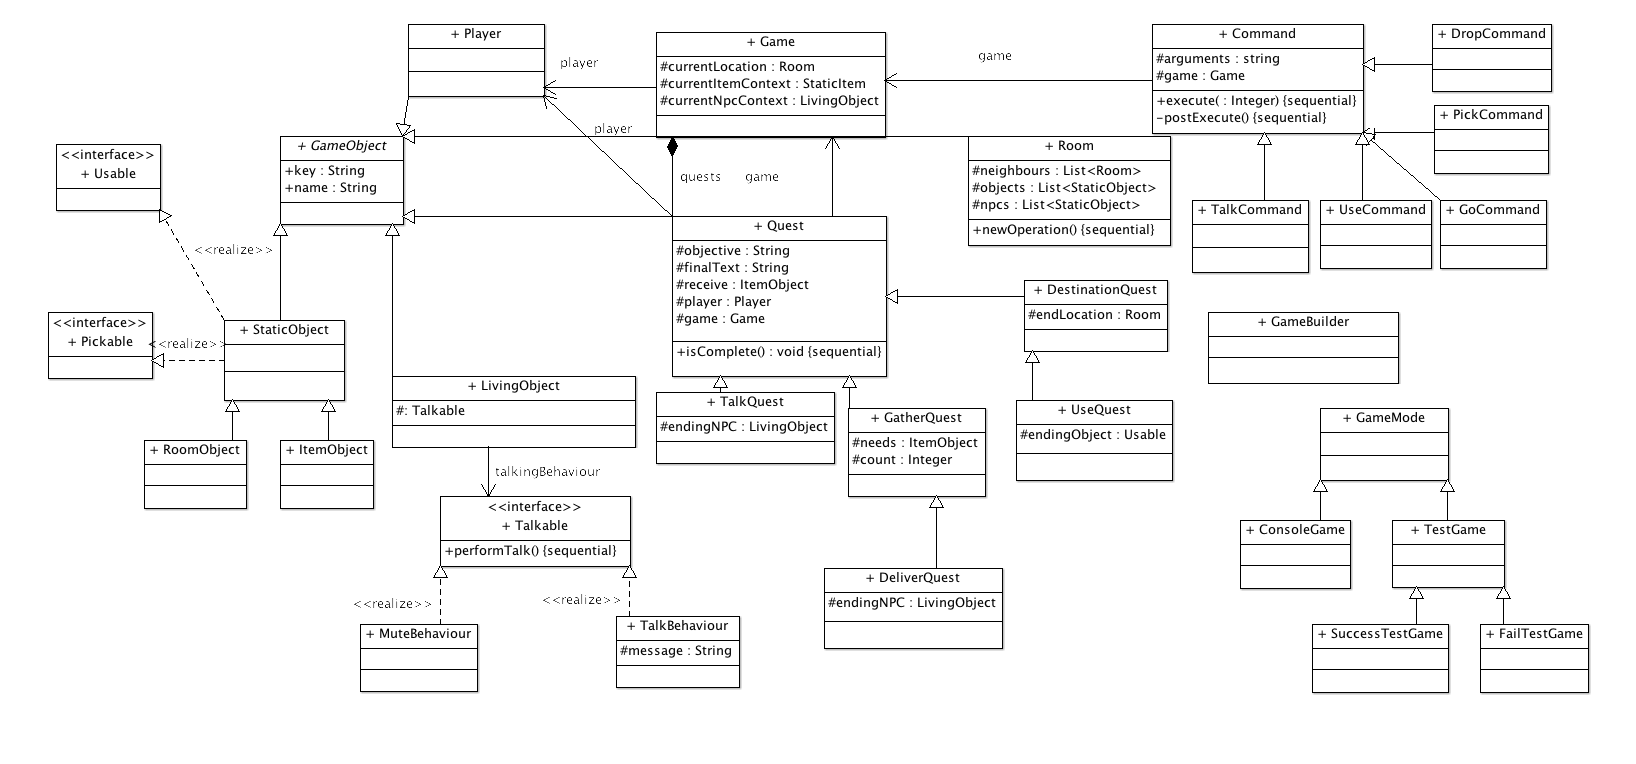 + Player
+ Game
#currentLocation : Room
#currentItemContext : StaticItem
#currentNpcContext : LivingObject
+ Command
#arguments : string
#game : Game
+execute( : Integer) {sequential}
-postExecute() {sequential}
+ DropCommand
+ PickCommand
player
game
player
quests
game
<<interface>>
+ Usable
+ GameObject
+key : String
+name : String
+ Room
#neighbours : List<Room>
#objects : List<StaticObject>
#npcs : List<StaticObject>
+newOperation() {sequential}
+ TalkCommand
+ UseCommand
+ GoCommand
<<realize>>
+ Quest
#objective : String
#finalText : String
#receive : ItemObject
#player : Player
#game : Game
+isComplete() : void {sequential}
+ DestinationQuest
#endLocation : Room
+ GameBuilder
<<interface>>
+ Pickable
<<realize>>
+ StaticObject
+ LivingObject
#: Talkable
+ TalkQuest
#endingNPC : LivingObject
+ GatherQuest
#needs : ItemObject
#count : Integer
+ UseQuest
#endingObject : Usable
+ GameMode
+ RoomObject
+ ItemObject
talkingBehaviour
<<interface>>
+ Talkable
+performTalk() {sequential}
+ ConsoleGame
+ TestGame
<<realize>>
<<realize>>
+ DeliverQuest
#endingNPC : LivingObject
+ MuteBehaviour
+ TalkBehaviour
#message : String
+ SuccessTestGame
+ FailTestGame